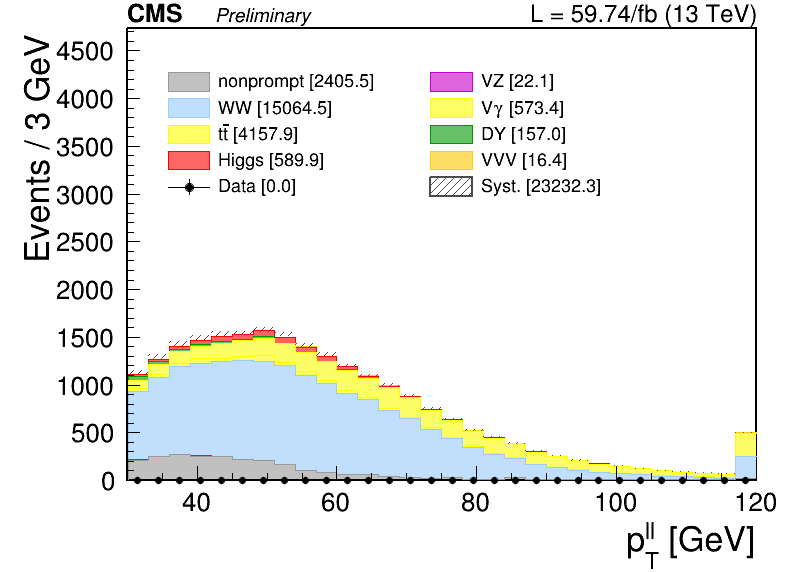 CMS Preliminary L = 59.74/fb (13 TeV)
Events / 3 GeV
4500
4000
3500
3000
2500
2000
1500
1000
500
0
nonprompt [2405.5] VZ [22.1]
WW [15064.5] Vγ [573.4]
tt̄ [4157.9] DY [157.0]
Higgs [589.9] VVV [16.4]
Data [0.0] Syst. [23232.3]
40 60 80 100 120
p_T^ll [GeV]